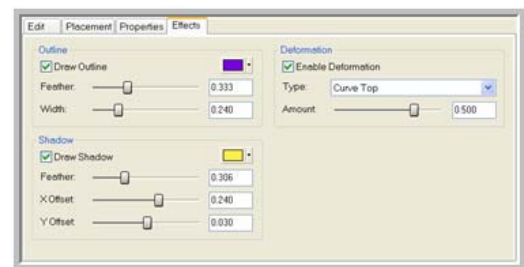 Edit Placement Properties Effects
Outline
Draw Outline
Feather: 0.333
Width: 0.240
Shadow
Draw Shadow
Feather: 0.306
X Offset: 0.240
Y Offset: 0.030
Deformation
Enable Deformation
Type: Curve Top
Amount: 0.500